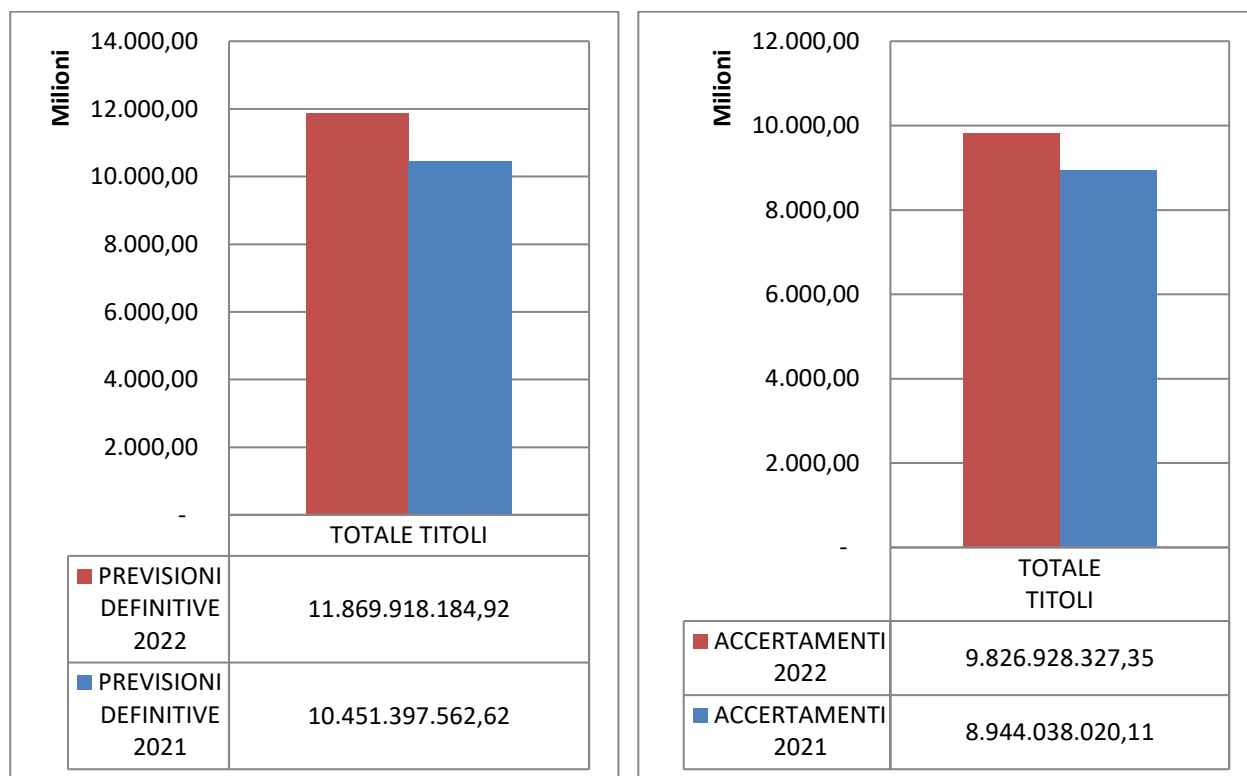 Milioni
14.000,00
12.000,00
10.000,00
8.000,00
6.000,00
4.000,00
2.000,00
-
TOTALE TITOLI
PREVISIONI
DEFINITIVE
2022
11.869.918.184,92
PREVISIONI
DEFINITIVE
2021
10.451.397.562,62
Milioni
12.000,00
10.000,00
8.000,00
6.000,00
4.000,00
2.000,00
-
TOTALE
TITOLI
ACCERTAMENTI
2022
9.826.928.327,35
ACCERTAMENTI
2021
8.944.038.020,11